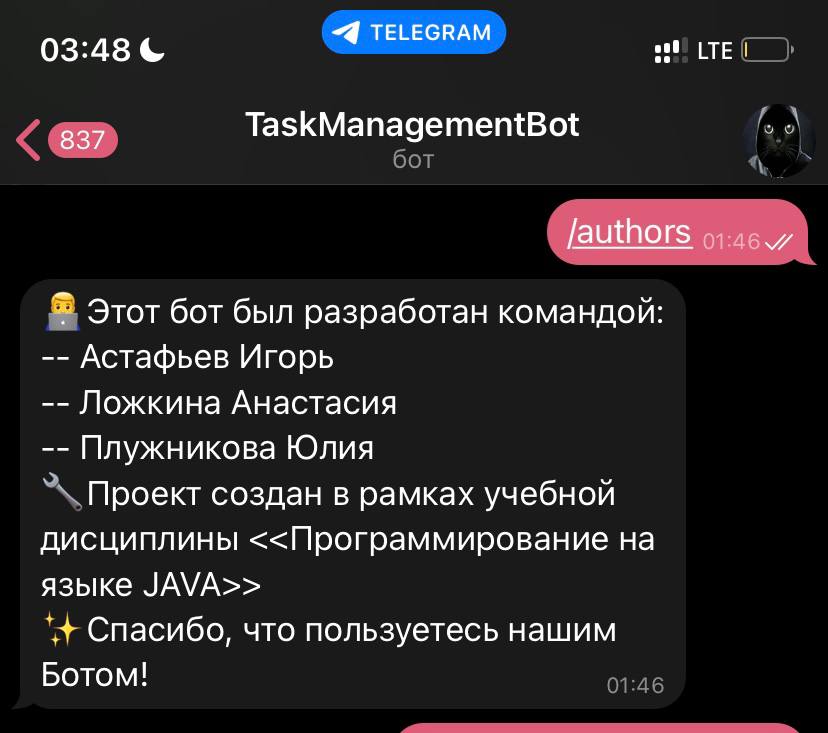 03:48
TELEGRAM
LTE
837
TaskManagementBot
бот
/authors 01:46
Этот бот был разработан командой:
-- Астафьев Игорь
-- Ложкина Анастасия
-- Плужникова Юлия
Проект создан в рамках учебной
дисциплины <<Программирование на
языке JAVA>>
Спасибо, что пользуетесь нашим
Ботом!
01:46